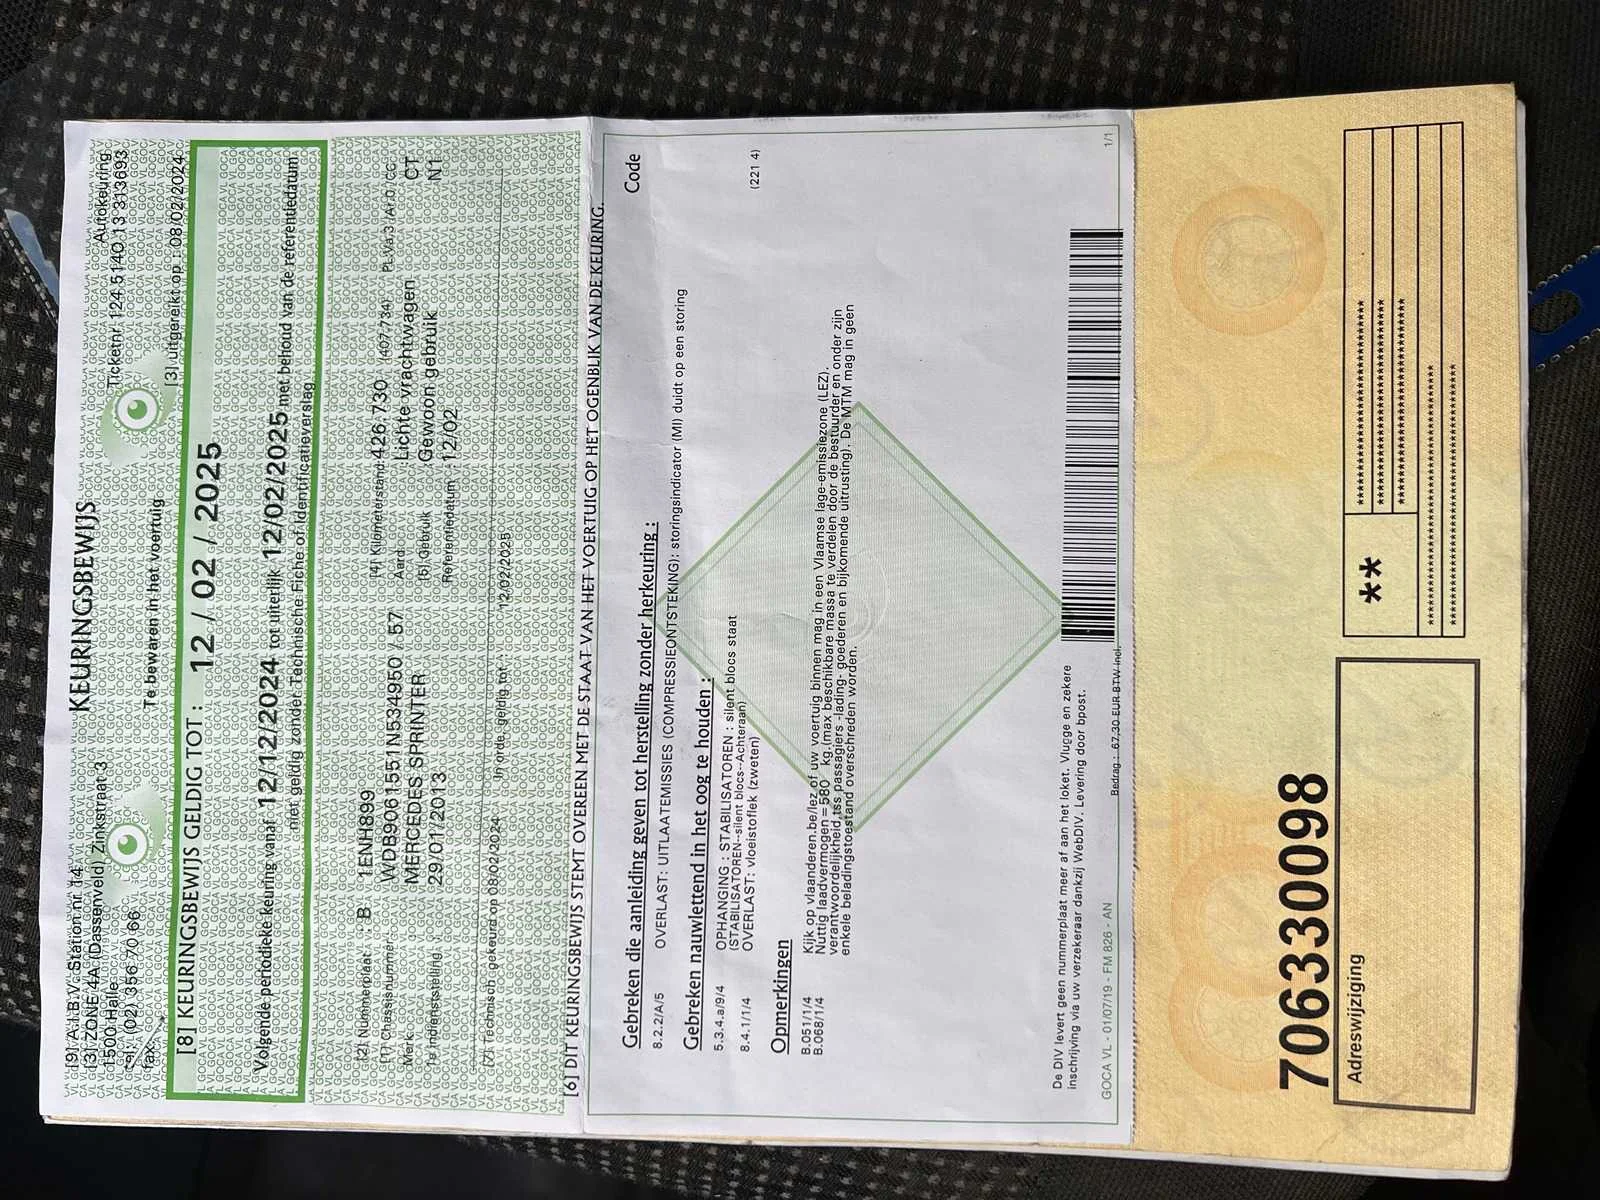 [9] A.I.B.V. Station nr. 14
[3] ZONE 4A (Dassenveld) Zinkstraat 3
1500 Halle
tel: (02) 356 70 66
fax:
KEURINGSBEWIJS
Te bewaren in het voertuig
Autokeuring
Ticketnr 124 5140 13 313693
[3] uitgereikt op : 08/02/2024
[8] KEURINGSBEWIJS GELDIG TOT : 12 / 02 / 2025
Volgende periodieke keuring vanaf 12/12/2024 tot uiterlijk 12/02/2025 met behoud van de referentiedatum
niet geldig zonder Technische Fiche of Identificatieverslag
[2] Nummerplaat : B 1ENH899 [4] Kilometerstand: 426 730 (407 734) PI.Va.3 /Ar.O. CC
[1] Chassisnummer: WDB9061551N534950 / 57 Aard : Lichte vrachtwagen CT
Merk : MERCEDES SPRINTER [5] Gebruik : Gewoon gebruik N1
1e Indienststelling : 29/01/2013 Referentiedatum : 12/02
[7] Technisch gekeurd op 08/02/2024 In orde, geldig tot : 12/02/2025
[6] DIT KEURINGSBEWIJS STEMT OVEREEN MET DE STAAT VAN HET VOERTUIG OP HET OGENBLIK VAN DE KEURING.
Gebreken die aanleiding geven tot herstelling zonder herkeuring : Code
8.2.2/A/5 OVERLAST: UITLAATEMISSIES (COMPRESSIEONTSTEKING): storingsindicator (MI) duidt op een storing
Gebreken nauwlettend in het oog te houden :
5.3.4.a/9/4 OPHANGING : STABILISATOREN : silent blocs staat (221 4)
(STABILISATOREN--silent blocs--Achteraan)
8.4.1/1/4 OVERLAST: vloeistoflek (zweten)
Opmerkingen
B.051/1/4 Kijk op vlaanderen.be/lez of uw voertuig binnen mag in een Vlaamse lage-emissiezone (LEZ).
B.068/1/4 Nuttig laadvermogen = 580 kg.(max beschikbare massa te verdelen door de bestuurder en onder zijn
verantwoordelijkheid,tss passagiers -lading- goederen en bijkomende uitrusting). De MTM mag in geen
enkele beladingstoestand overschreden worden.
De DIV levert geen nummerplaat meer af aan het loket. Vlugge en zekere
inschrijving via uw verzekeraar dankzij WebDIV. Levering door bpost.
GOCA VL - 01/07/19 - FM 826 - AN
Bedrag : 67,30 EUR BTW incl.
1/1
7063330098
Adreswijziging
**